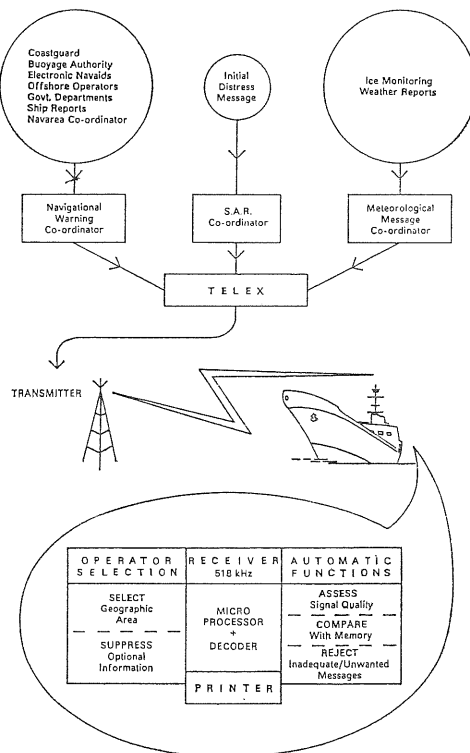 Coastguard
Buoyage Authority
Electronic Navaids
Offshore Operators
Govt. Departments
Ship Reports
Navarea Co-ordinator
Initial
Distress
Message
Ice Monitoring
Weather Reports
Navigational
Warning
Co-ordinator
S.A.R.
Co-ordinator
Meteorological
Message
Co-ordinator
TELEX
TRANSMITTER
OPERATOR
SELECTION
SELECT
Geographic
Area
SUPPRESS
Optional
Information
RECEIVER
518 kHz
MICRO
PROCESSOR
+
DECODER
PRINTER
AUTOMATIC
FUNCTIONS
ASSESS
Signal Quality
COMPARE
With Memory
REJECT
Inadequate/Unwanted
Messages